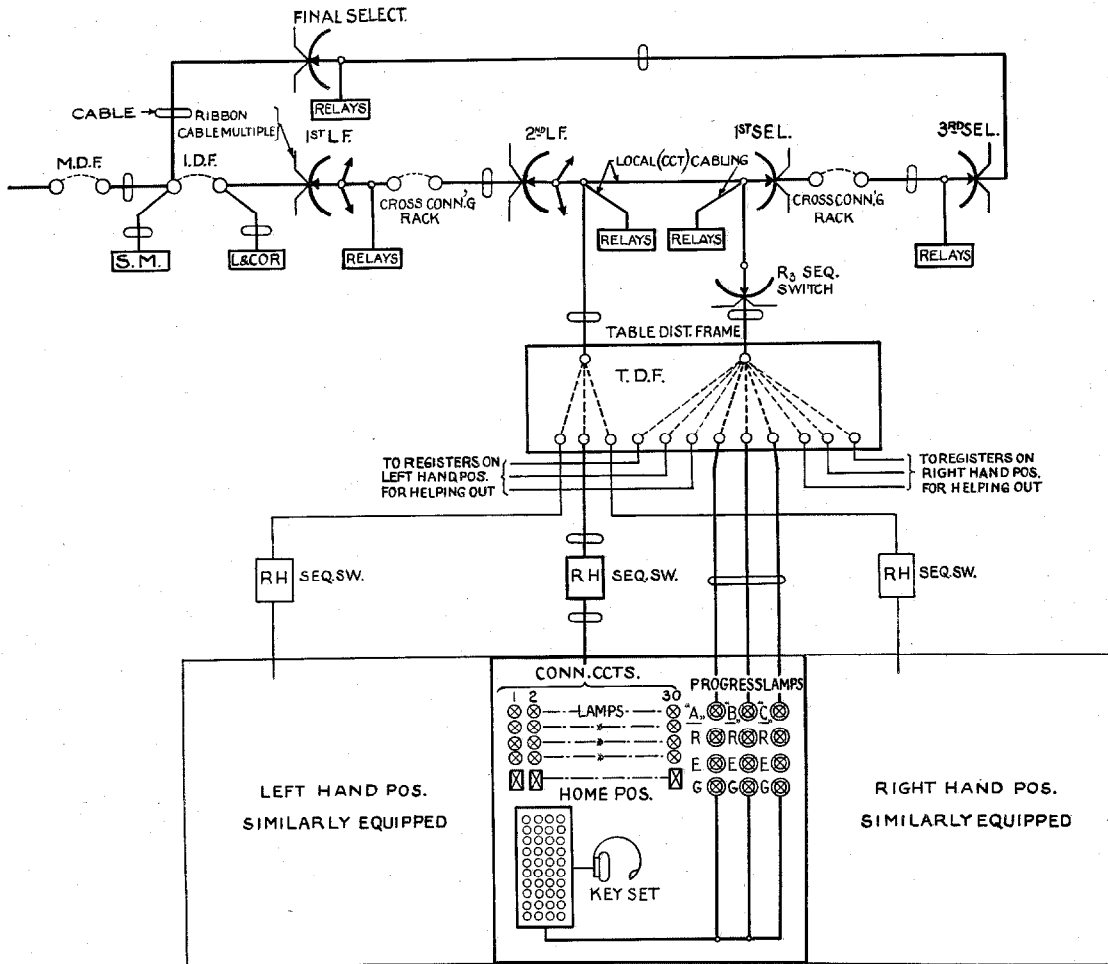 FINAL SELECT.
RELAYS
CABLE
RIBBON
CABLE MULTIPLE
1ST LF.
2ND LF.
1ST SEL.
3RD SEL.
M.D.F.
I.D.F.
LOCAL (CCT) CABLING
CROSS CONN'G
RACK
CROSS CONN'G
RACK
S.M.
L&COR
RELAYS
RELAYS
RELAYS
RELAYS
R3 SEQ.
SWITCH
TABLE DIST. FRAME
T.D.F.
TO REGISTERS ON
LEFT HAND POS.
FOR HELPING OUT
TO REGISTERS ON
RIGHT HAND POS.
FOR HELPING OUT
RH SEQ.SW.
RH SEQ.SW.
RH SEQ.SW.
CONN.CCTS.
1 2 30
LAMPS
"
"
"
HOME POS.
PROGRESS LAMPS
"A" "B" "C"
R R R
E E E
G G G
KEY SET
LEFT HAND POS.
SIMILARLY EQUIPPED
RIGHT HAND POS.
SIMILARLY EQUIPPED